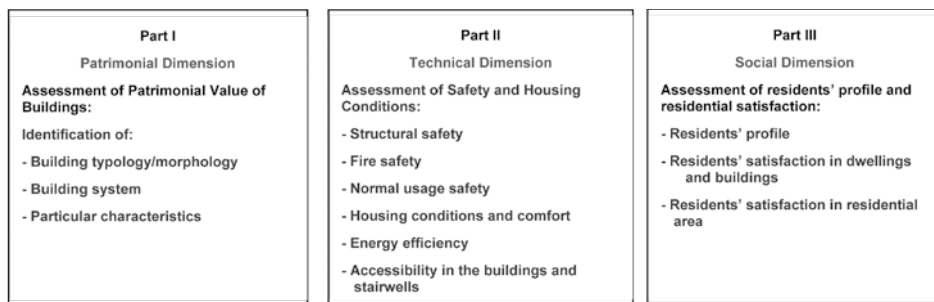 Part I
Patrimonial Dimension
Assessment of Patrimonial Value of
Buildings:
Identification of:
- Building typology/morphology
- Building system
- Particular characteristics
Part II
Technical Dimension
Assessment of Safety and Housing
Conditions:
- Structural safety
- Fire safety
- Normal usage safety
- Housing conditions and comfort
- Energy efficiency
- Accessibility in the buildings and
stairwells
Part III
Social Dimension
Assessment of residents' profile and
residential satisfaction:
- Residents' profile
- Residents' satisfaction in dwellings
and buildings
- Residents' satisfaction in residential
area